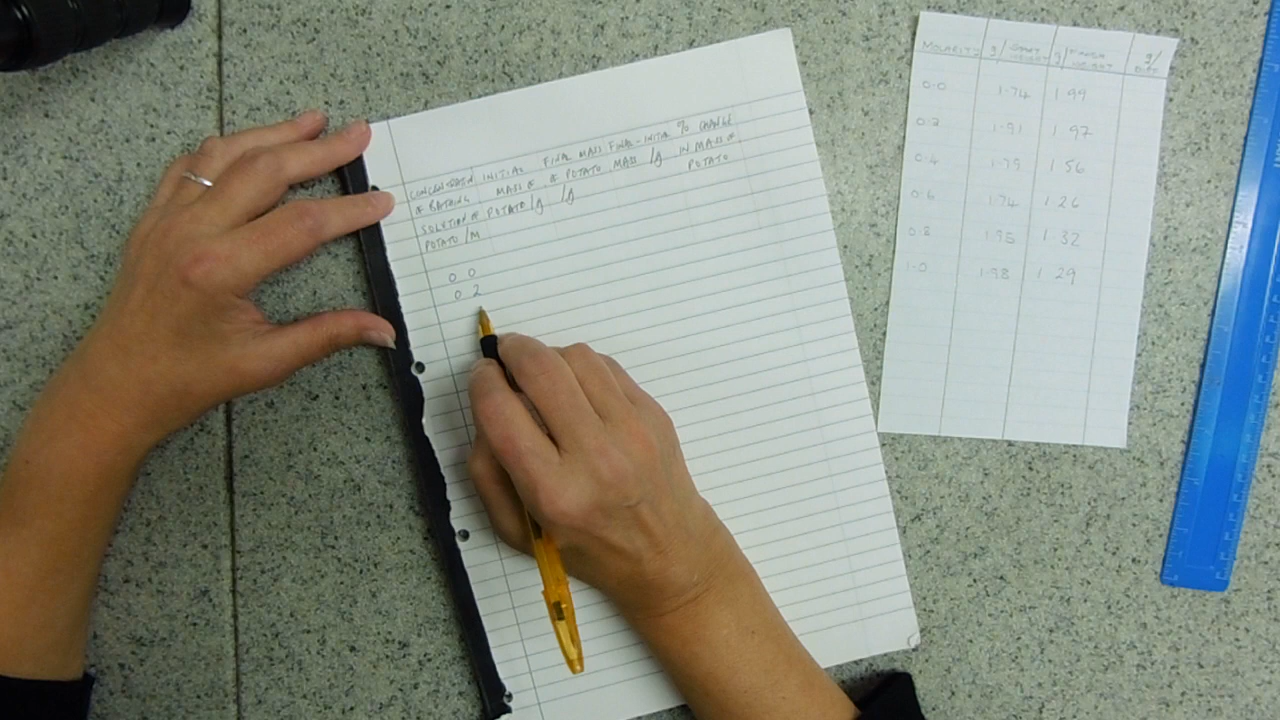 CONCENTRATION INITIAL FINAL MASS FINAL-INITIAL % CHANGE
OF BATHING MASS OF OF POTATO MASS /g IN MASS OF
SOLUTION OF POTATO /g /g POTATO
POTATO /M
0.0
0.2
MOLARITY g/ START WEIGHT g/ FINISH WEIGHT g/
0.0 1.74 1.99
0.2 1.91 1.97
0.4 1.79 1.56
0.6 1.74 1.26
0.8 1.95 1.32
1.0 1.98 1.29